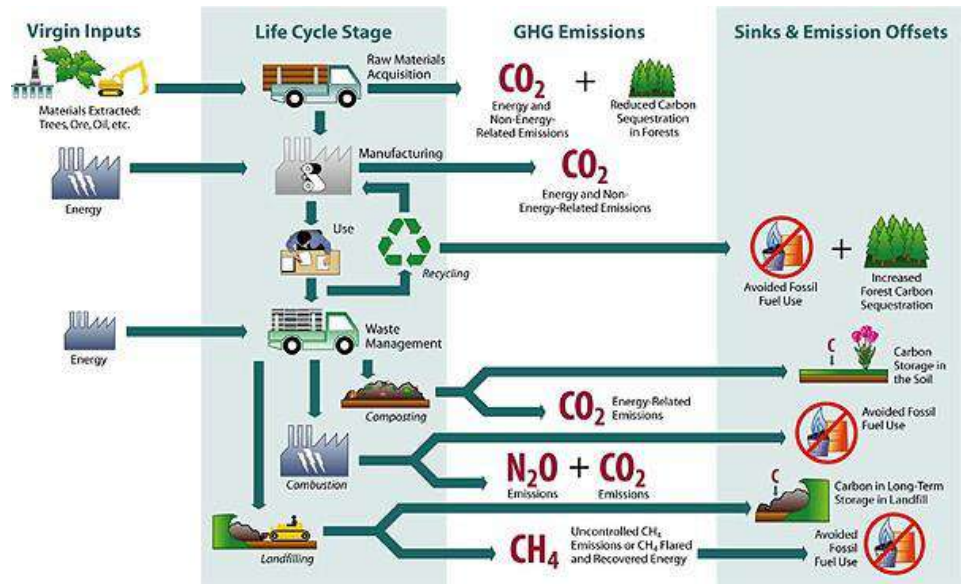 Virgin Inputs
Life Cycle Stage
GHG Emissions
Sinks & Emission Offsets
Materials Extracted:
Trees, Ore, Oil, etc.
Raw Materials
Acquisition
CO2
Energy and
Non-Energy-
Related Emissions
+
Reduced Carbon
Sequestration
in Forests
Energy
Manufacturing
CO2
Energy and Non-
Energy-Related Emissions
Use
Recycling
Avoided Fossil
Fuel Use
+
Increased
Forest Carbon
Sequestration
Energy
Waste
Management
Composting
C
Carbon
Storage in
the Soil
CO2
Energy-Related
Emissions
Combustion
Avoided Fossil
Fuel Use
N2O + CO2
Emissions
Emissions
Landfilling
C
Carbon in Long-Term
Storage in Landfill
CH4
Uncontrolled CH4
Emissions or CH4 Flared
and Recovered Energy
Avoided
Fossil
Fuel Use